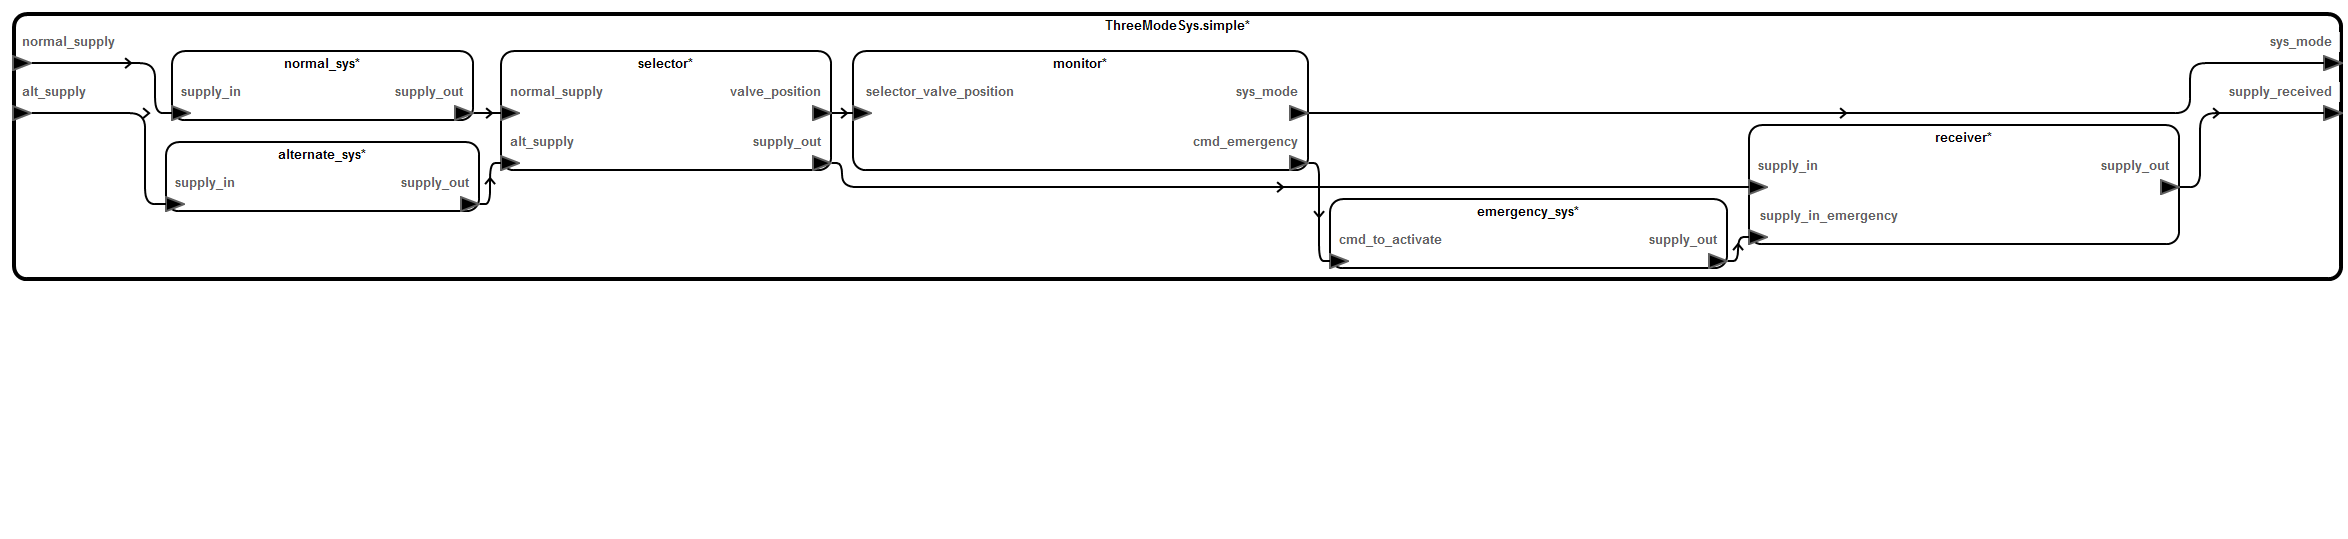 ThreeModeSys.simple*
normal_supply
alt_supply
normal_sys*
supply_in
supply_out
alternate_sys*
supply_in
supply_out
selector*
normal_supply
valve_position
alt_supply
supply_out
monitor*
selector_valve_position
sys_mode
cmd_emergency
emergency_sys*
cmd_to_activate
supply_out
receiver*
supply_in
supply_out
supply_in_emergency
sys_mode
supply_received